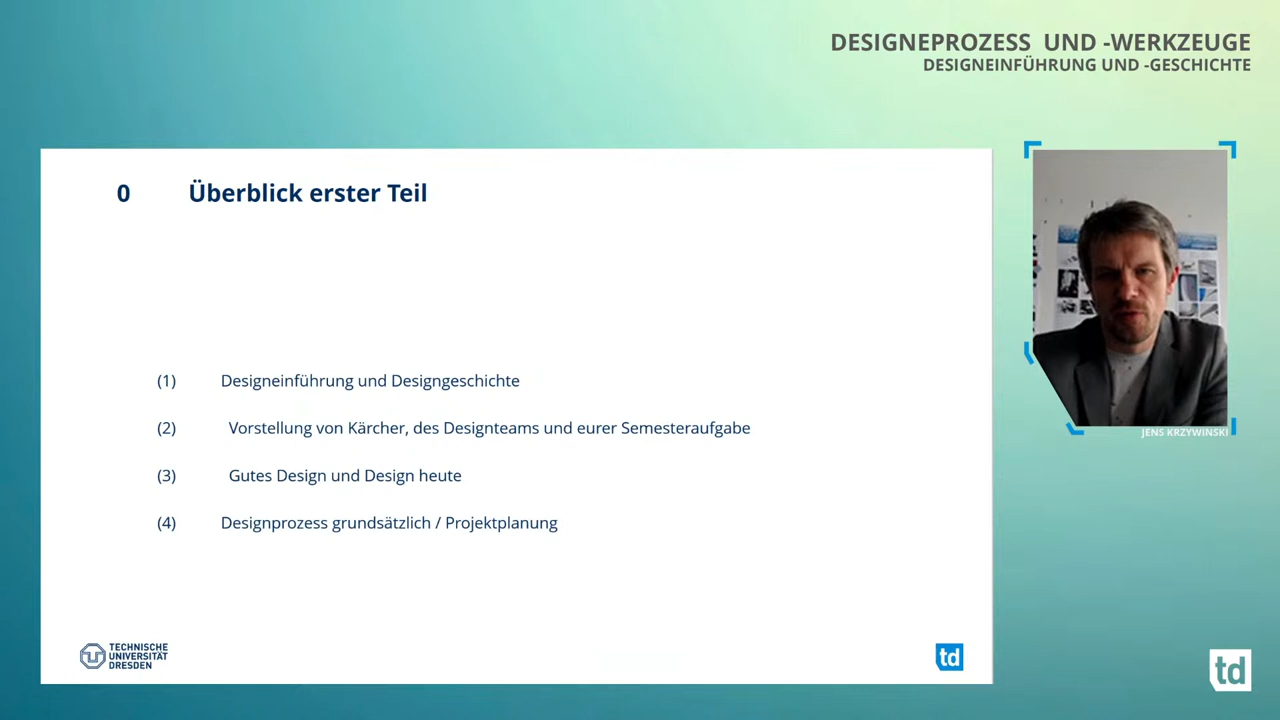 DESIGNEPROZESS UND -WERKZEUGE
DESIGNEINFÜHRUNG UND -GESCHICHTE
0 Überblick erster Teil
(1) Designeinführung und Designgeschichte
(2) Vorstellung von Kärcher, des Designteams und eurer Semesteraufgabe
(3) Gutes Design und Design heute
(4) Designprozess grundsätzlich / Projektplanung
JENS KRZYWINSKI
TECHNISCHE
UNIVERSITÄT
DRESDEN
td
td